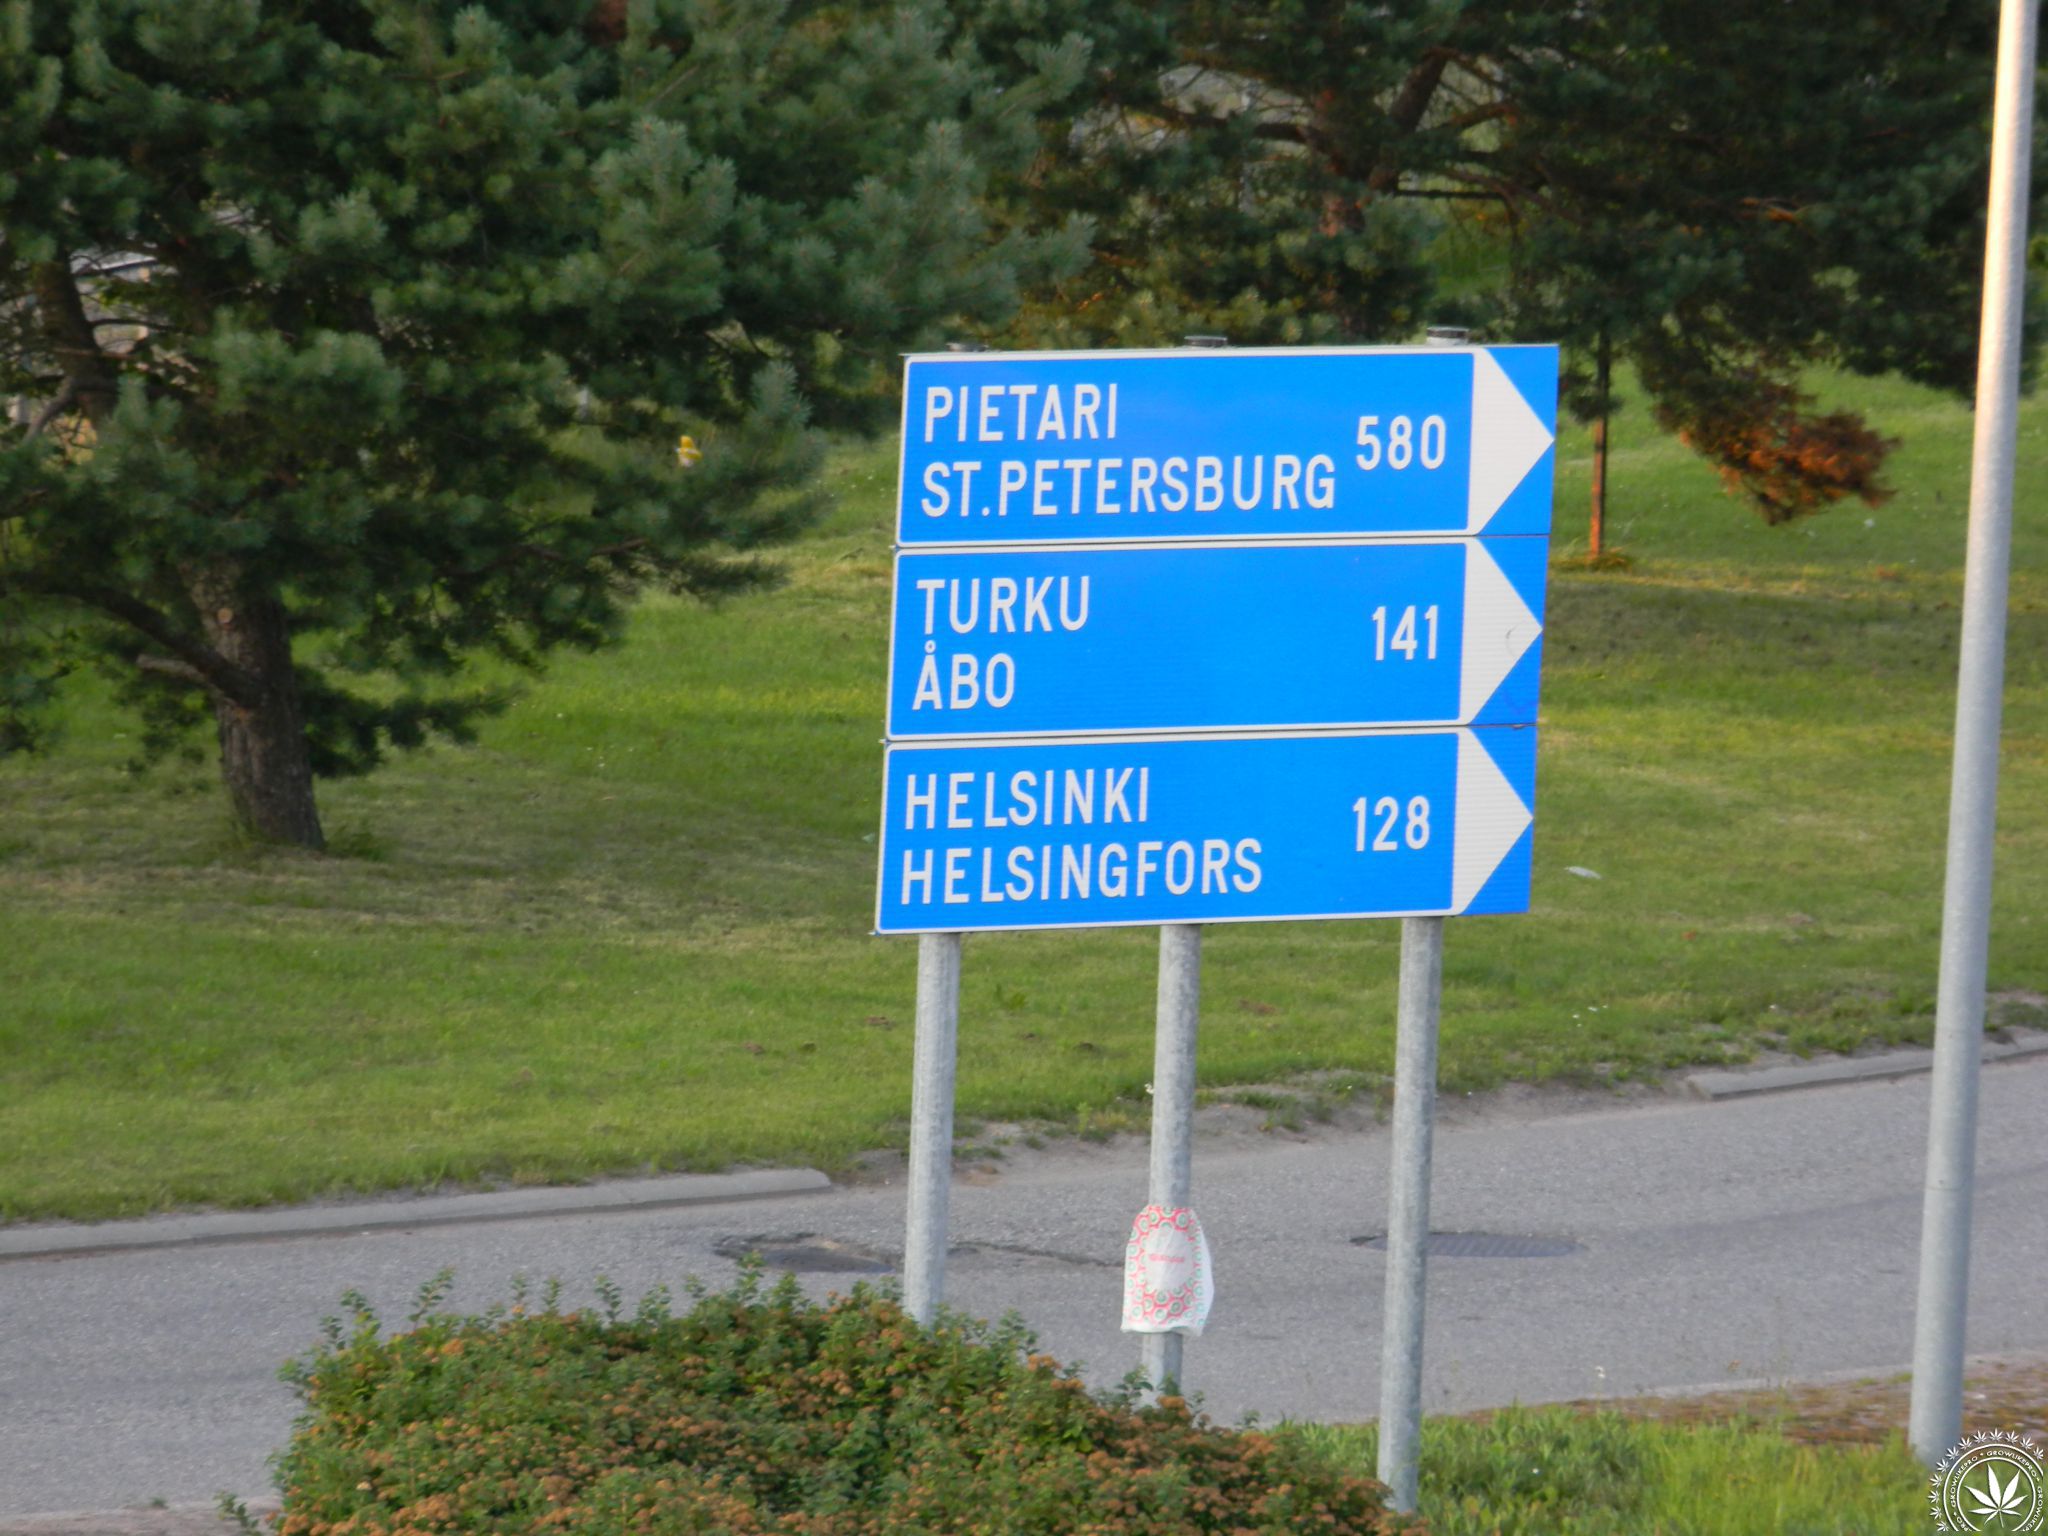 PIETARI
ST.PETERSBURG 580
TURKU
ÅBO 141
HELSINKI
HELSINGFORS 128